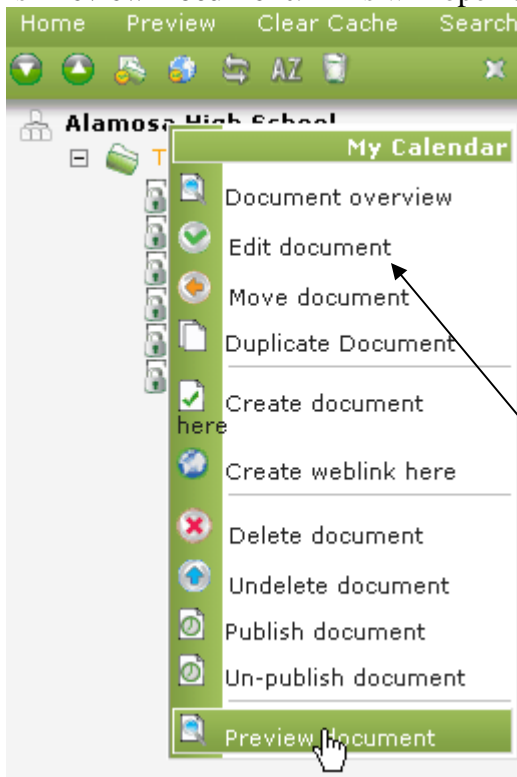 Home Preview Clear Cache Search
AZ
Alamosa High School
T
My Calendar
Document overview
Edit document
Move document
Duplicate Document
Create document
here
Create weblink here
Delete document
Undelete document
Publish document
Un-publish document
Preview Document